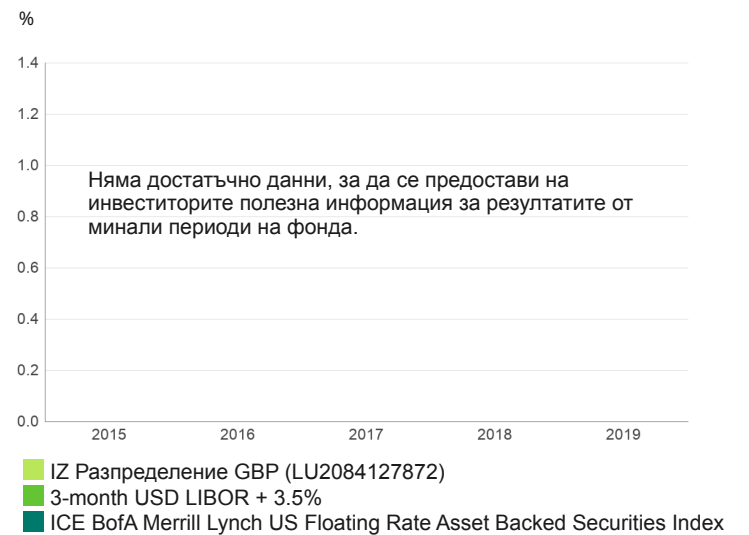 %
1.4
1.2
1.0
Няма достатъчно данни, за да се предостави на
инвеститорите полезна информация за резултатите от
минали периоди на фонда.
0.8
0.6
0.4
0.2
0.0
2015 2016 2017 2018 2019
IZ Разпределение GBP (LU2084127872)
3-month USD LIBOR + 3.5%
ICE BofA Merrill Lynch US Floating Rate Asset Backed Securities Index